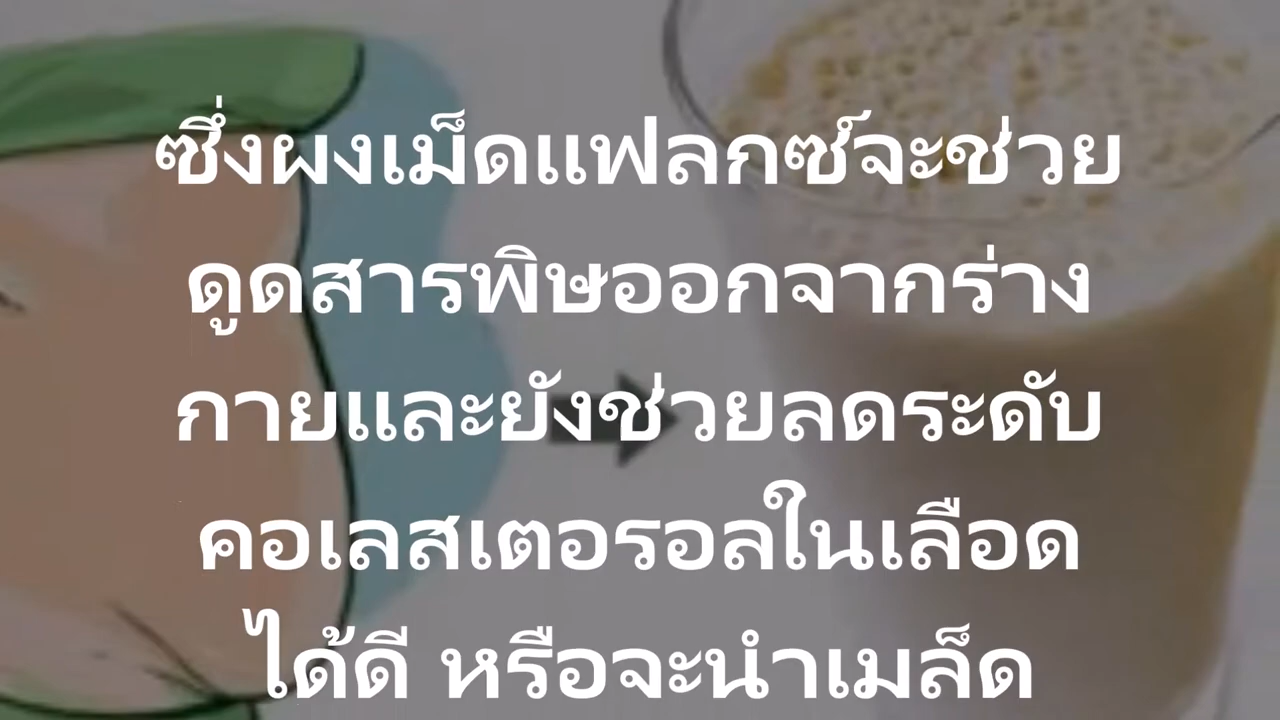 ซึ่งผงเม็ดแฟลกซ์จะช่วย
ดูดสารพิษออกจากร่าง
กายและยังช่วยลดระดับ
คอเลสเตอรอลในเลือด
ได้ดี หรือจะนำเมล็ด